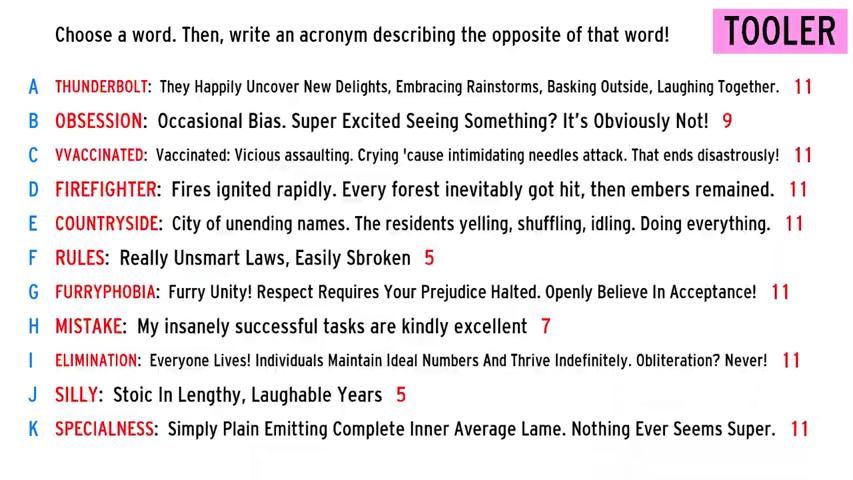 Choose a word. Then, write an acronym describing the opposite of that word!
TOOLER
A THUNDERBOLT: They Happily Uncover New Delights, Embracing Rainstorms, Basking Outside, Laughing Together. 11
B OBSESSION: Occasional Bias. Super Excited Seeing Something? It's Obviously Not! 9
C VVACCINATED: Vaccinated: Vicious assaulting. Crying 'cause intimidating needles attack. That ends disastrously! 11
D FIREFIGHTER: Fires ignited rapidly. Every forest inevitably got hit, then embers remained. 11
E COUNTRYSIDE: City of unending names. The residents yelling, shuffling, idling. Doing everything. 11
F RULES: Really Unsmart Laws, Easily Sbroken 5
G FURRYPHOBIA: Furry Unity! Respect Requires Your Prejudice Halted. Openly Believe In Acceptance! 11
H MISTAKE: My insanely successful tasks are kindly excellent 7
I ELIMINATION: Everyone Lives! Individuals Maintain Ideal Numbers And Thrive Indefinitely. Obliteration? Never! 11
J SILLY: Stoic In Lengthy, Laughable Years 5
K SPECIALNESS: Simply Plain Emitting Complete Inner Average Lame. Nothing Ever Seems Super. 11